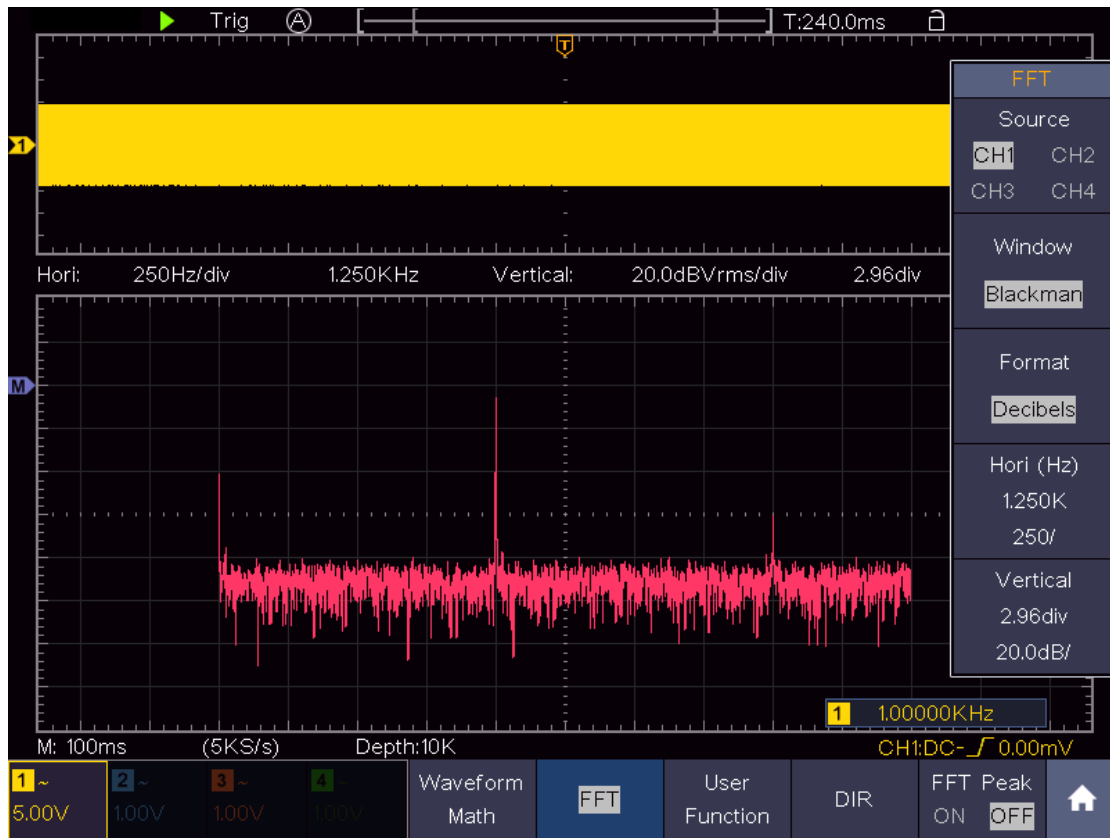 Trig A T:240.0ms
T
FFT
Source
1
CH1 CH2
CH3 CH4
Window
Hori: 250Hz/div 1.250KHz Vertical: 20.0dBVrms/div 2.96div
Blackman
Format
M
Decibels
Hori (Hz)
1.250K
250/
Vertical
2.96div
20.0dB/
1 1.00000KHz
M: 100ms (5KS/s) Depth:10K CH1:DC- 0.00mV
1 ~ 2 ~ 3 ~ 4 ~ Waveform FFT User DIR FFT Peak
5.00V 1.00V 1.00V 1.00V Math Function ON OFF